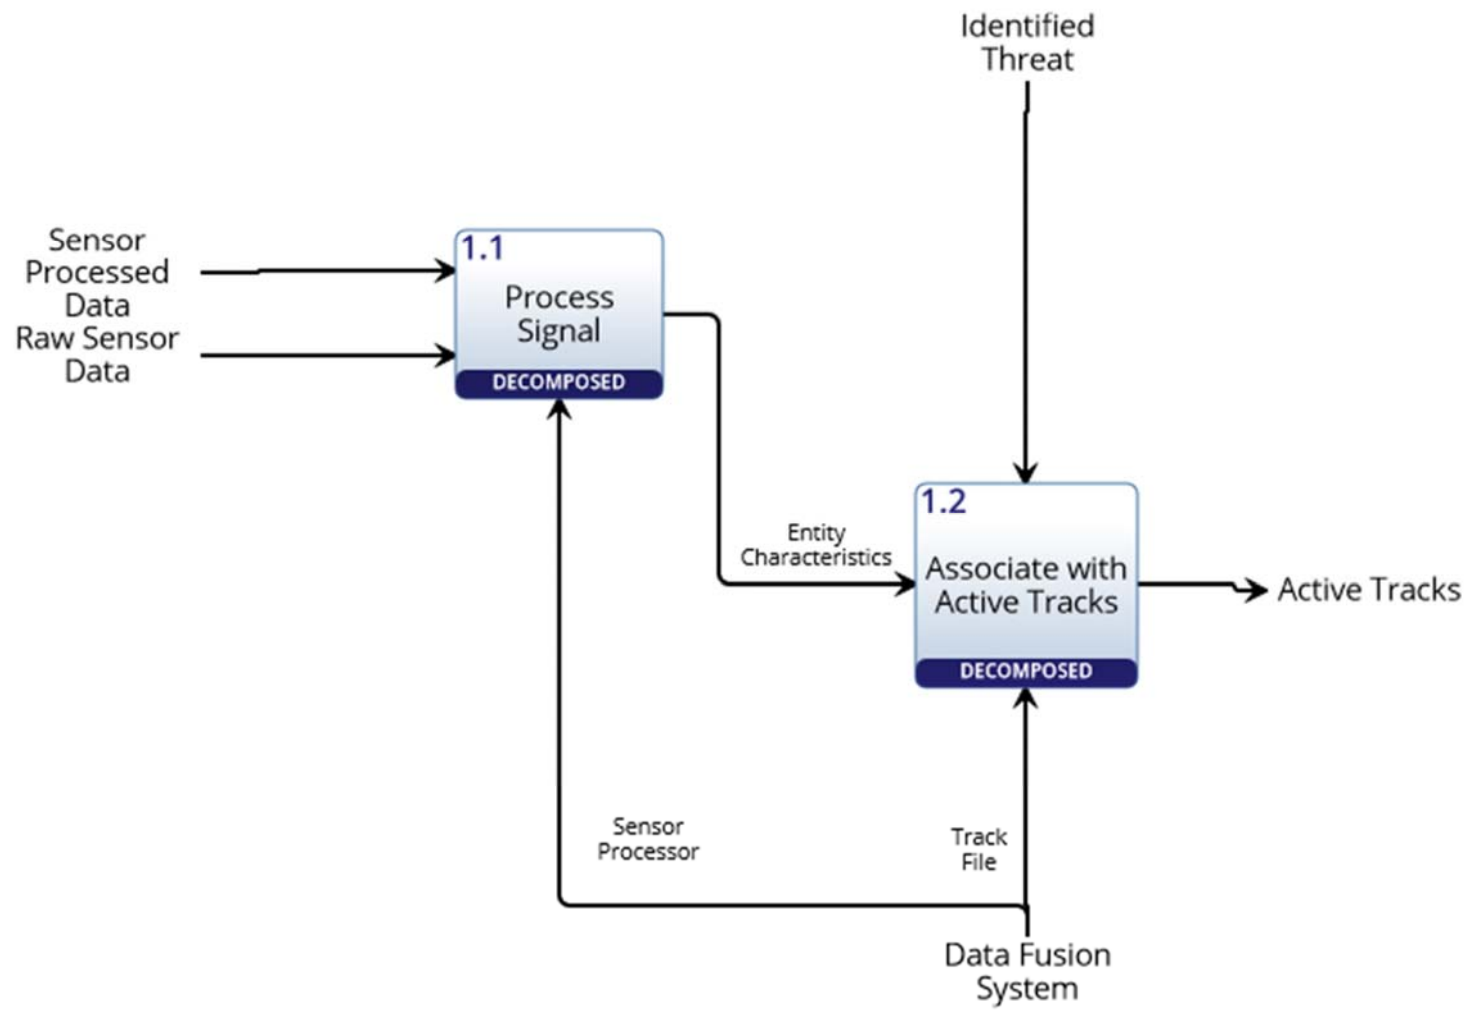 Identified
Threat
Sensor
Processed
Data
Raw Sensor
Data
1.1
Process
Signal
DECOMPOSED
Entity
Characteristics
1.2
Associate with
Active Tracks
DECOMPOSED
Active Tracks
Sensor
Processor
Track
File
Data Fusion
System